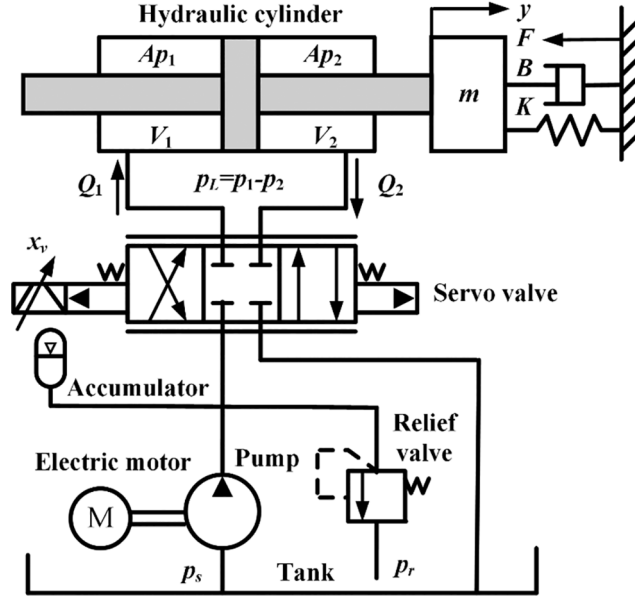 Hydraulic cylinder
y
Ap1 Ap2
F
B
m
K
V1 V2
Q1 pL=p1-p2 Q2
xv
Servo valve
Accumulator
Relief
valve
Electric motor Pump
M
ps Tank pr